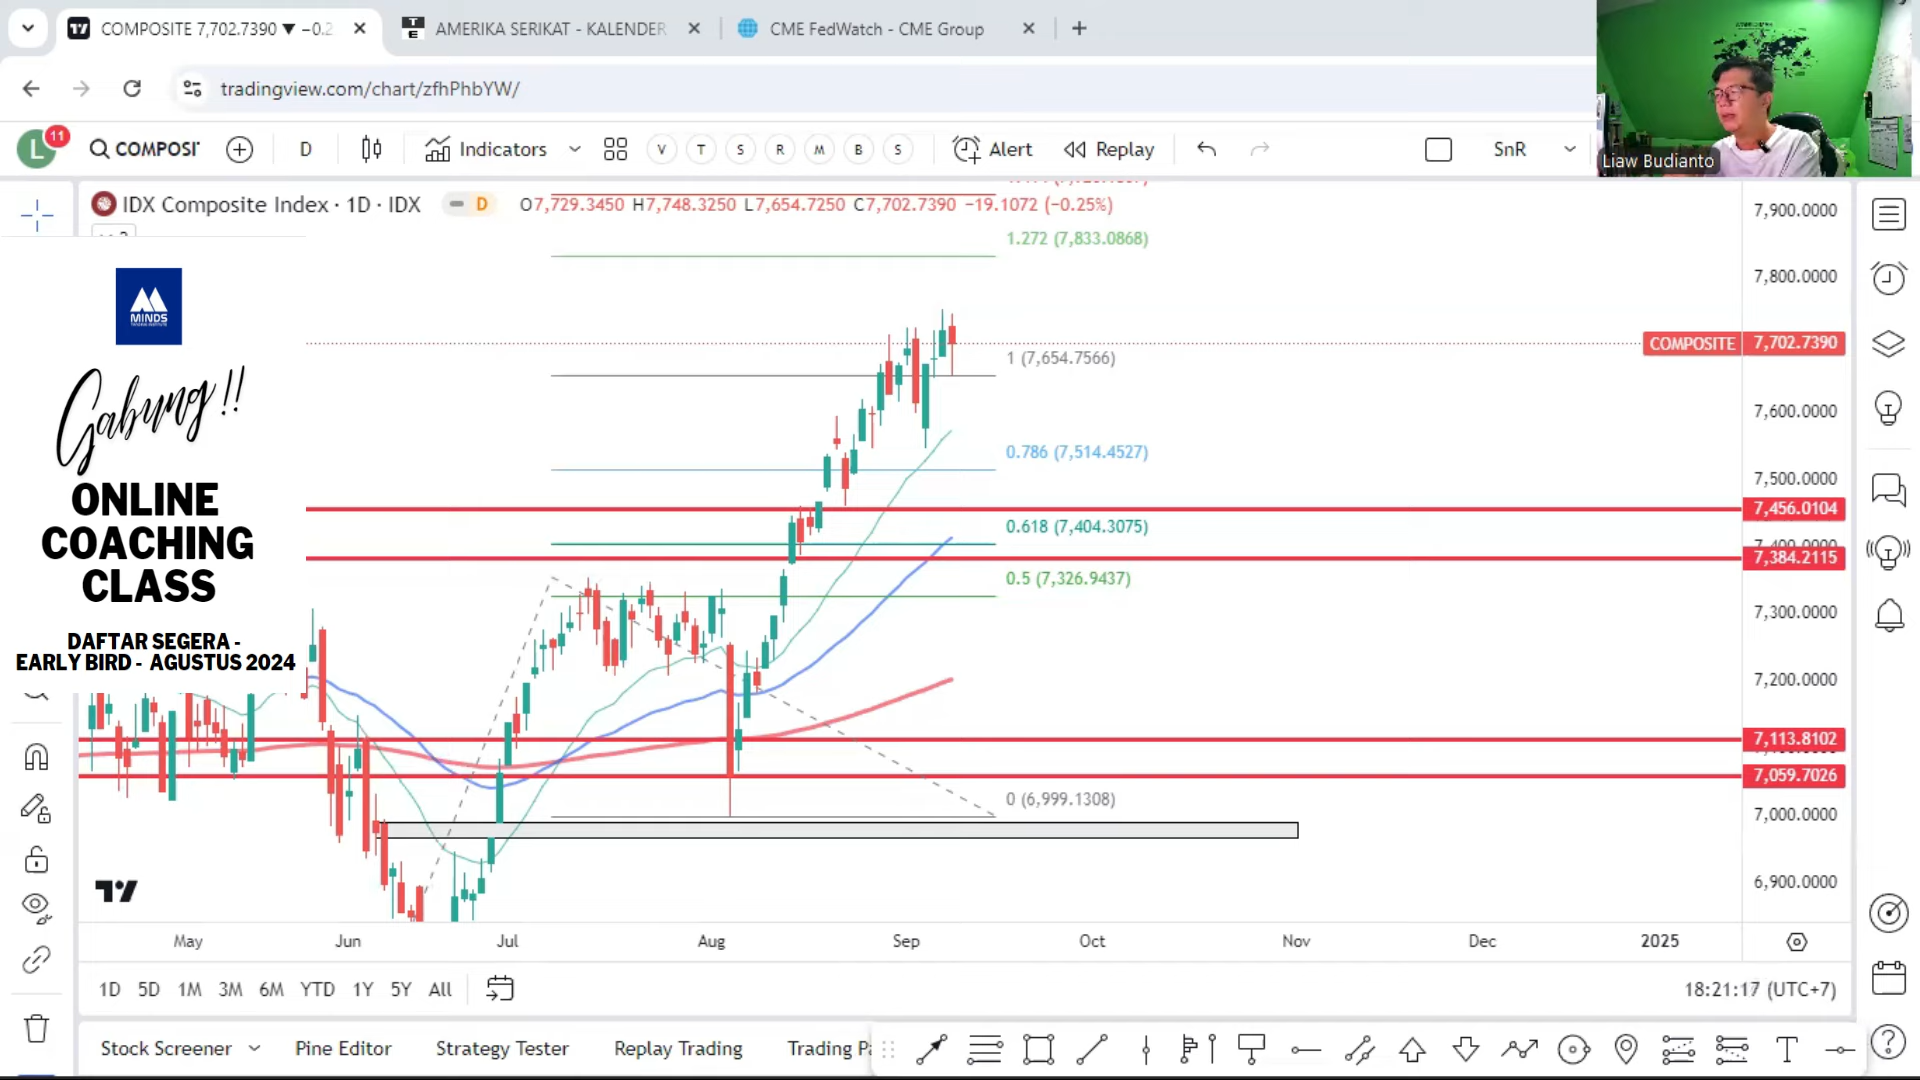 COMPOSITE 7,702.7390 ▼ −0.2
AMERIKA SERIKAT - KALENDER
CME FedWatch - CME Group
tradingview.com/chart/zfhPhbYW/
L
11
COMPOSI
D
Indicators
V
T
S
R
M
B
S
Alert
Replay
SnR
Liaw Budianto
IDX Composite Index · 1D · IDX
D
O7,729.3450 H7,748.3250 L7,654.7250 C7,702.7390 −19.1072 (−0.25%)
1.272 (7,833.0868)
1 (7,654.7566)
0.786 (7,514.4527)
0.618 (7,404.3075)
0.5 (7,326.9437)
0 (6,999.1308)
MINDS
Gabung !!
ONLINE
COACHING
CLASS
DAFTAR SEGERA -
EARLY BIRD - AGUSTUS 2024
7,900.0000
7,800.0000
COMPOSITE 7,702.7390
7,600.0000
7,500.0000
7,456.0104
7,400.0000
7,384.2115
7,300.0000
7,200.0000
7,113.8102
7,059.7026
7,000.0000
6,900.0000
May
Jun
Jul
Aug
Sep
Oct
Nov
Dec
2025
1D 5D 1M 3M 6M YTD 1Y 5Y All
18:21:17 (UTC+7)
Stock Screener
Pine Editor
Strategy Tester
Replay Trading
Trading Pa